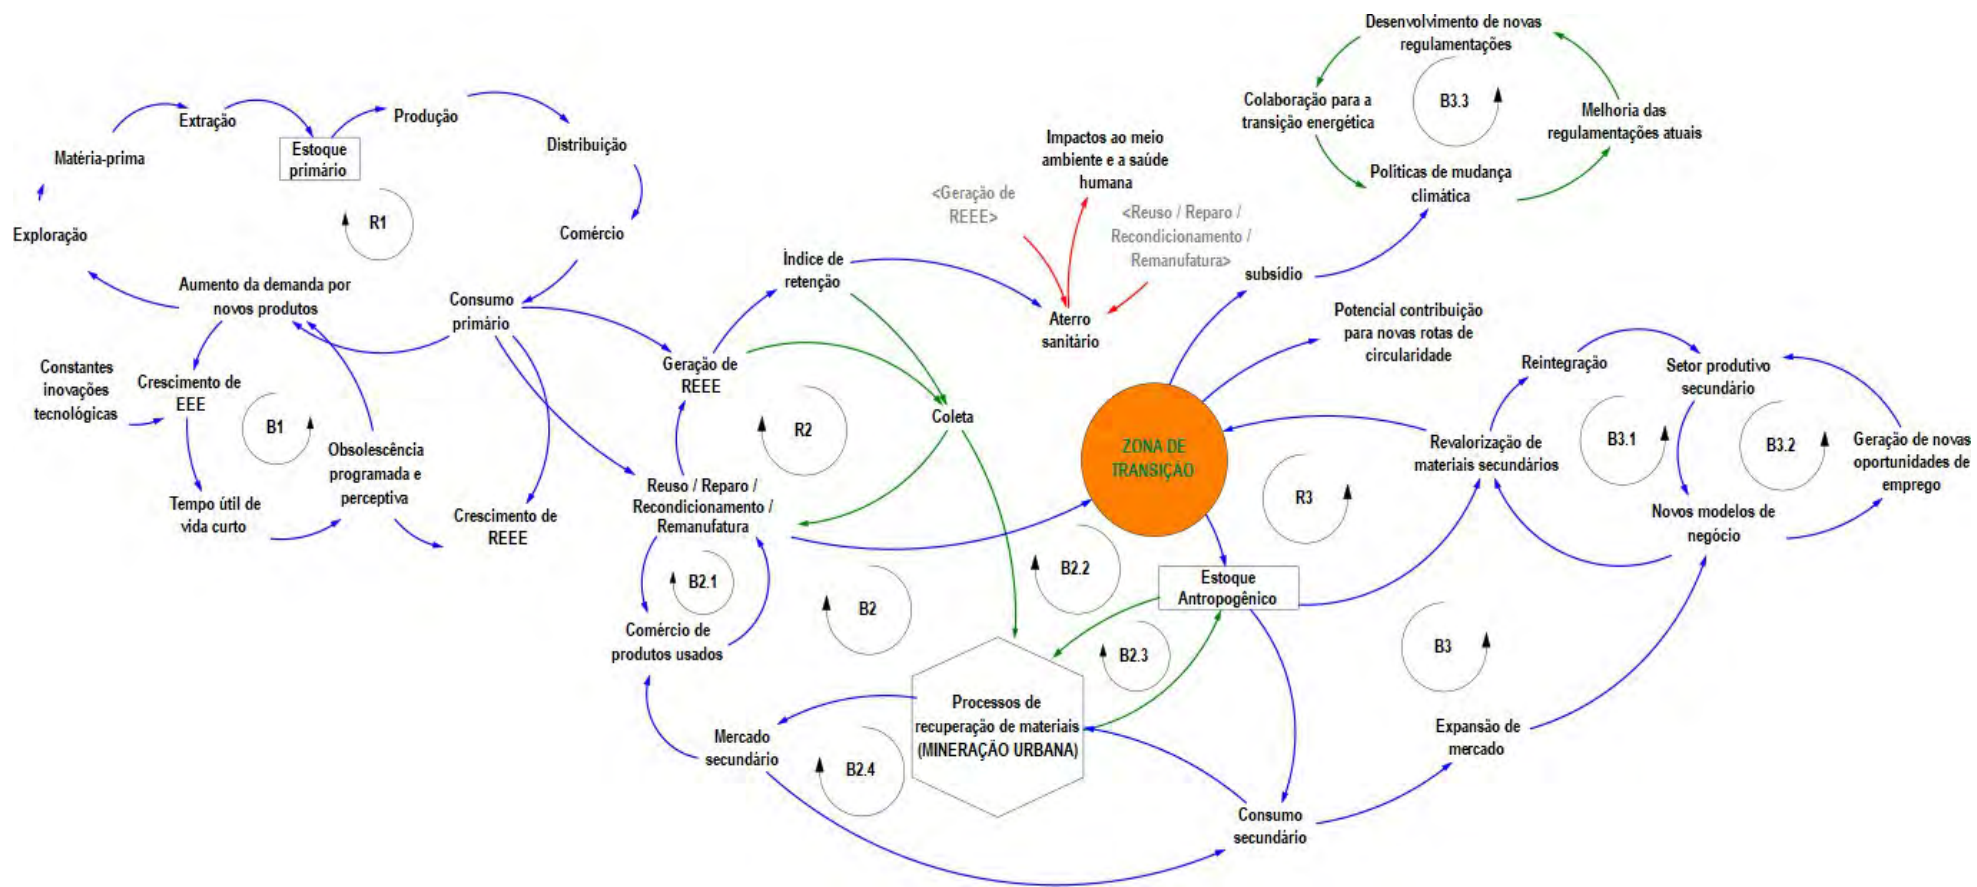 Desenvolvimento de novas
regulamentações
B3.3
Colaboração para a
transição energética
Melhoria das
regulamentações atuais
Políticas de mudança
climática
Extração
Produção
Estoque
primário
Matéria-prima
Distribuição
R1
Exploração
Comércio
Impactos ao meio
ambiente e a saúde
humana
<Geração de
REEE>
<Reuso / Reparo /
Recondicionamento /
Remanufatura>
Índice de
retenção
subsídio
Aumento da demanda por
novos produtos
Consumo
primário
Aterro
sanitário
Potencial contribuição
para novas rotas de
circularidade
Constantes
inovações
tecnológicas
Crescimento de
EEE
B1
Obsolescência
programada e
perceptiva
Tempo útil de
vida curto
Crescimento de
REEE
Geração de
REEE
R2
Coleta
ZONA DE
TRANSIÇÃO
Reintegração
Setor produtivo
secundário
Revalorização de
materiais secundários
B3.1
B3.2
Geração de novas
oportunidades de
emprego
R3
Novos modelos de
negócio
Reuso / Reparo /
Recondicionamento /
Remanufatura
B2.1
B2
B2.2
Estoque
Antropogênico
B2.3
B3
Comércio de
produtos usados
Processos de
recuperação de materiais
(MINERAÇÃO URBANA)
Mercado
secundário
B2.4
Expansão de
mercado
Consumo
secundário